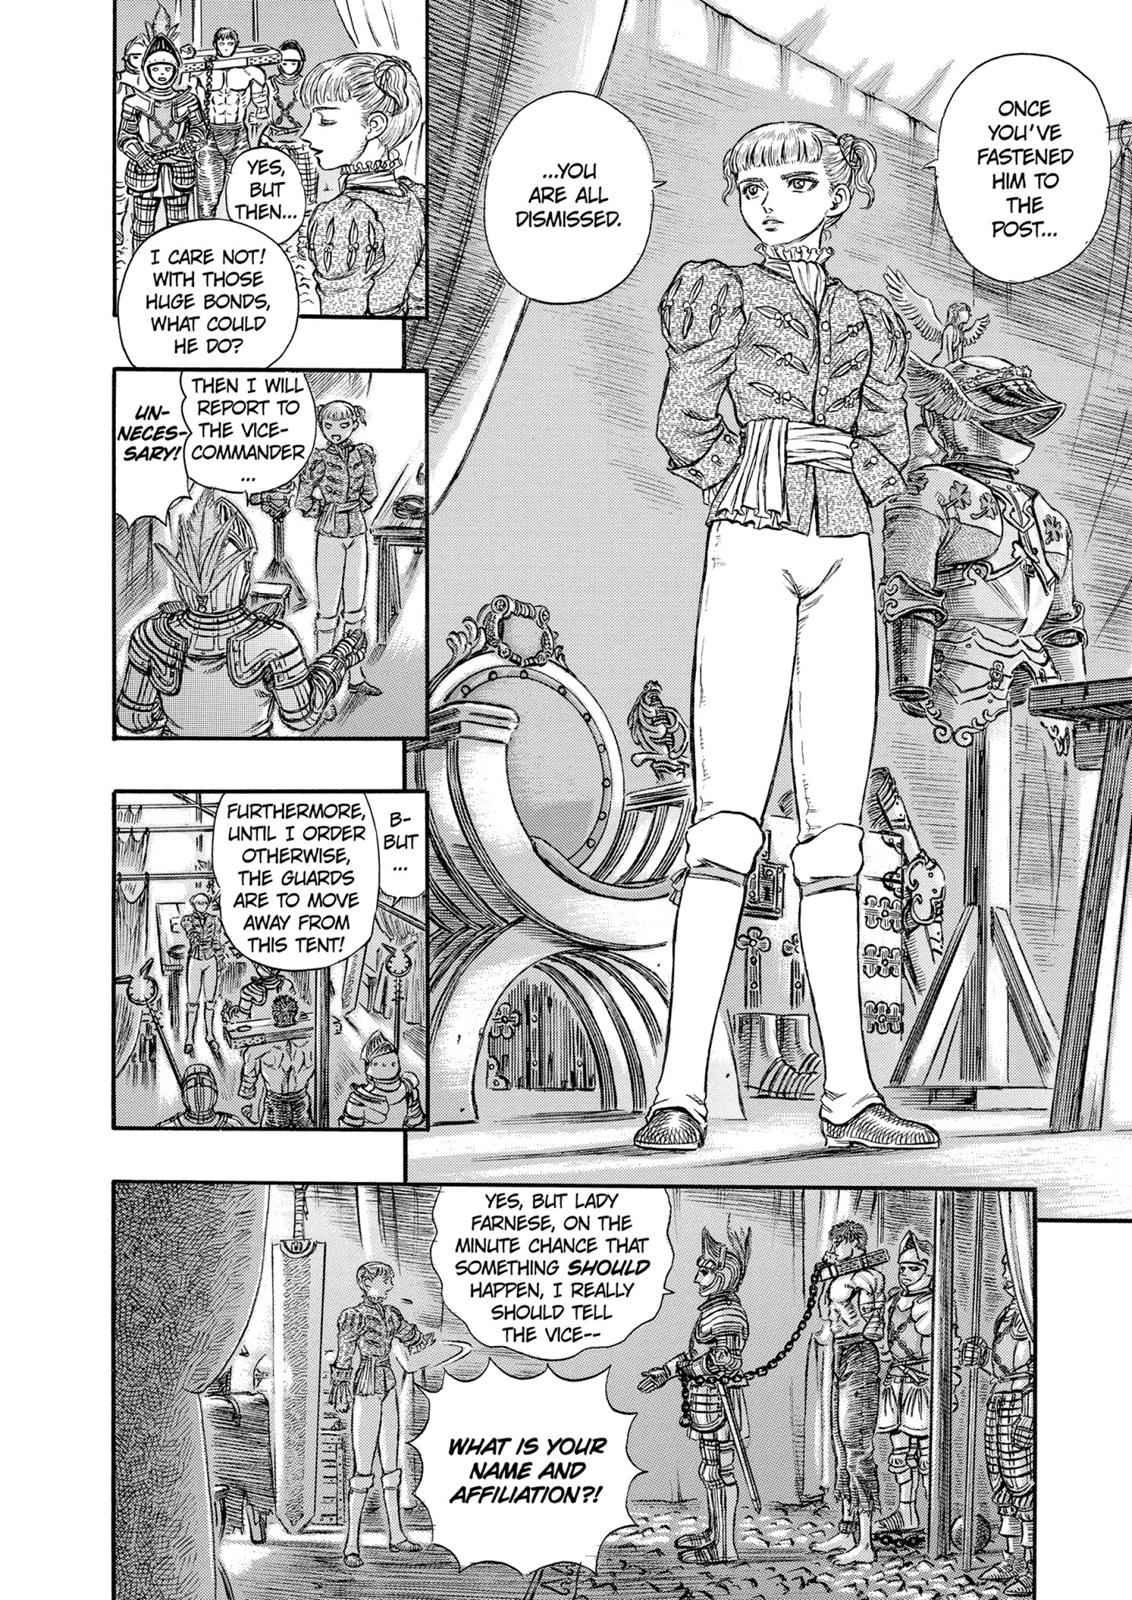 ONCE
YOU'VE
FASTENED
HIM TO
THE
POST...
...YOU
ARE ALL
DISMISSED.
YES,
BUT
THEN...
I CARE NOT!
WITH THOSE
HUGE BONDS,
WHAT COULD
HE DO?
THEN I WILL
REPORT TO
THE VICE-
COMMANDER
...
UN-
NECES-
SARY!
B-
BUT
...
FURTHERMORE,
UNTIL I ORDER
OTHERWISE,
THE GUARDS
ARE TO MOVE
AWAY FROM
THIS TENT!
YES, BUT LADY
FARNESE, ON THE
MINUTE CHANCE THAT
SOMETHING SHOULD
HAPPEN, I REALLY
SHOULD TELL
THE VICE--
WHAT IS YOUR
NAME AND
AFFILIATION?!